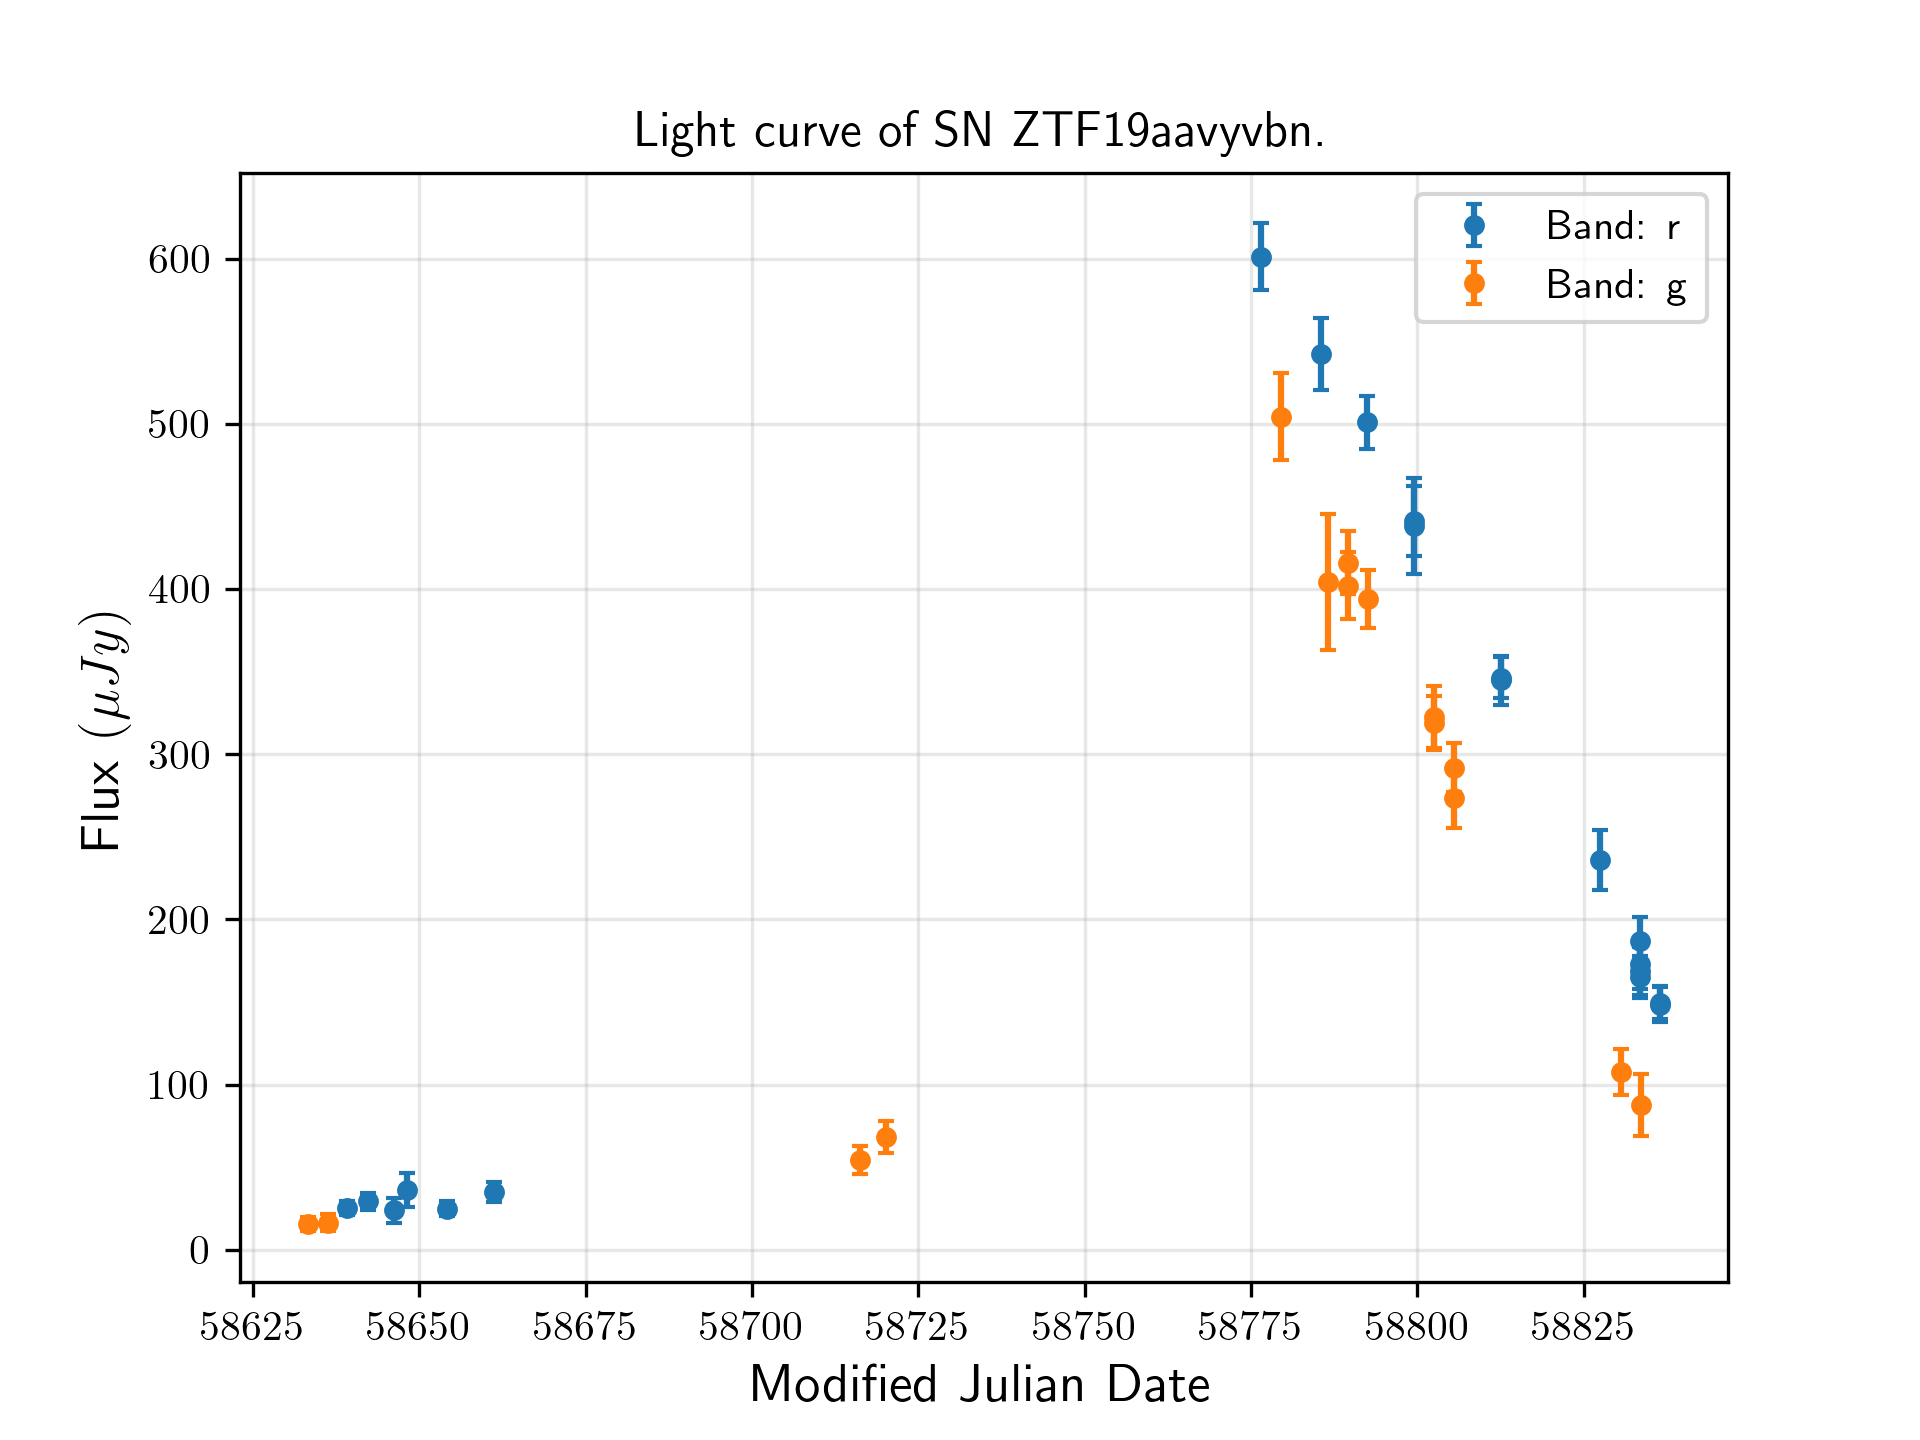 Light curve of SN ZTF19aavyvbn.
Band: r
Band: g
600
500
400
300
200
100
0
Flux (μJy)
58625 58650 58675 58700 58725 58750 58775 58800 58825
Modified Julian Date